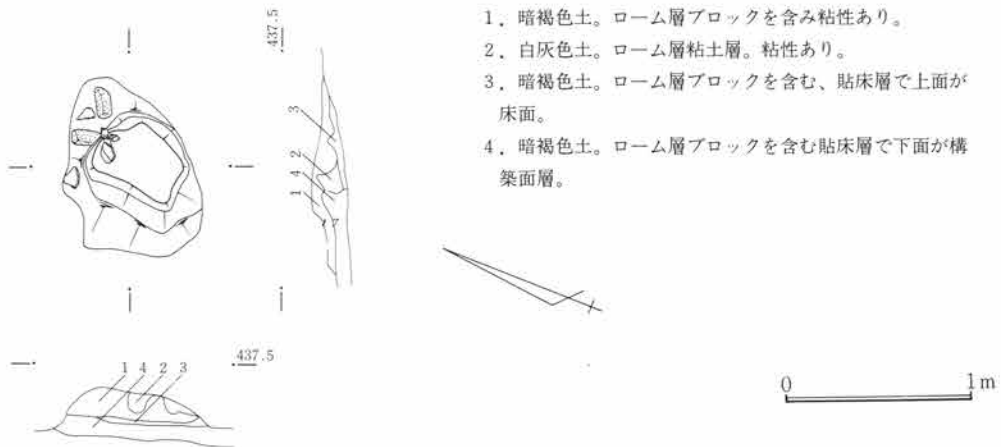 1．暗褐色土。ローム層ブロックを含み粘性あり。
2．白灰色土。ローム層粘土層。粘性あり。
3．暗褐色土。ローム層ブロックを含む、貼床層で上面が
床面。
4．暗褐色土。ローム層ブロックを含む貼床層で下面が構
築面層。
437.5
3
2
4
1
437.5
1 4 2 3
0 1m